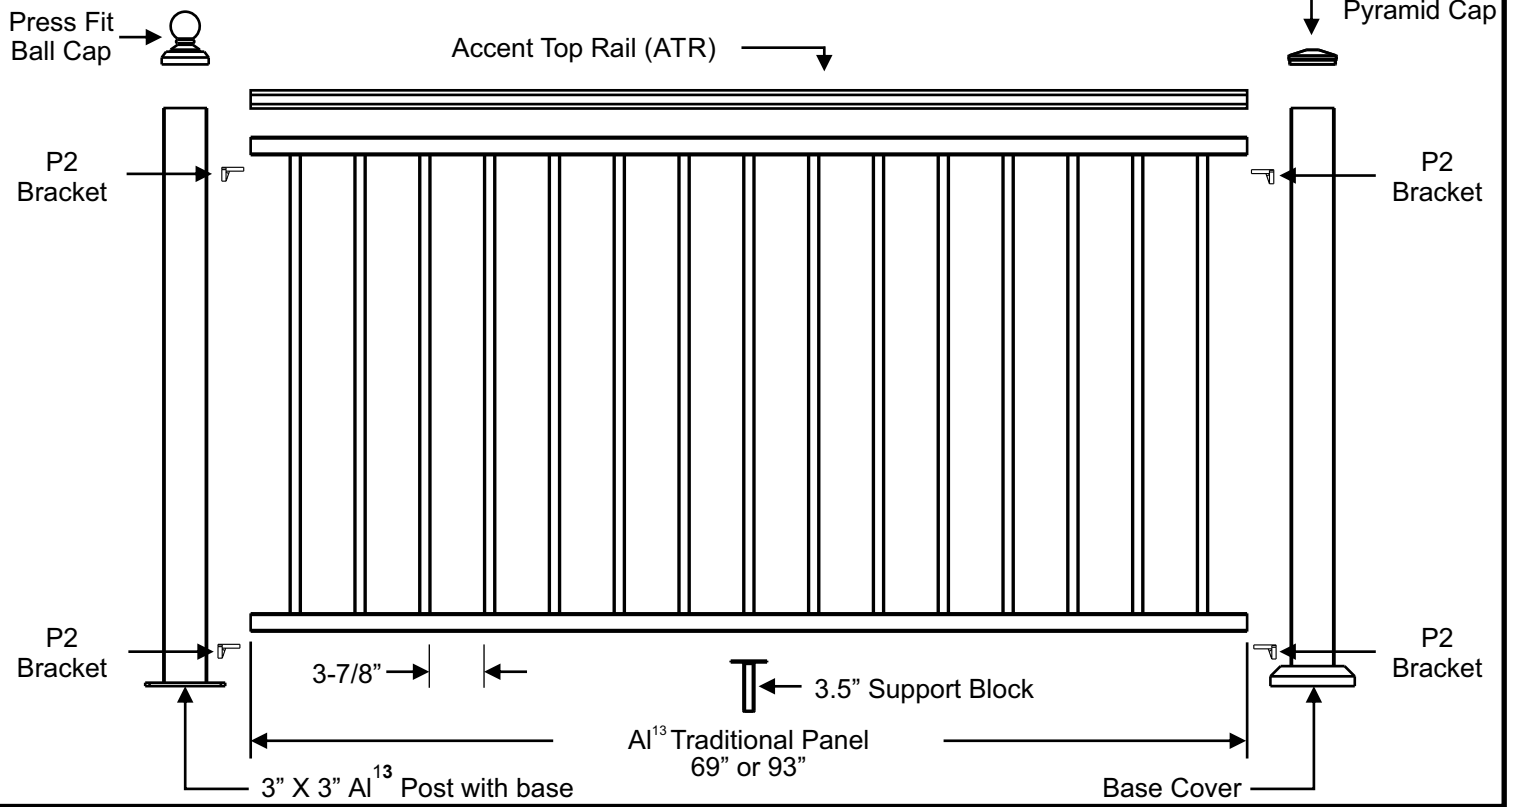 Press Fit
Ball Cap
Accent Top Rail (ATR)
Pyramid Cap
P2
Bracket
P2
Bracket
P2
Bracket
P2
Bracket
3-7/8”
3.5” Support Block
Al13 Traditional Panel
69” or 93”
3” X 3” Al13 Post with base
Base Cover